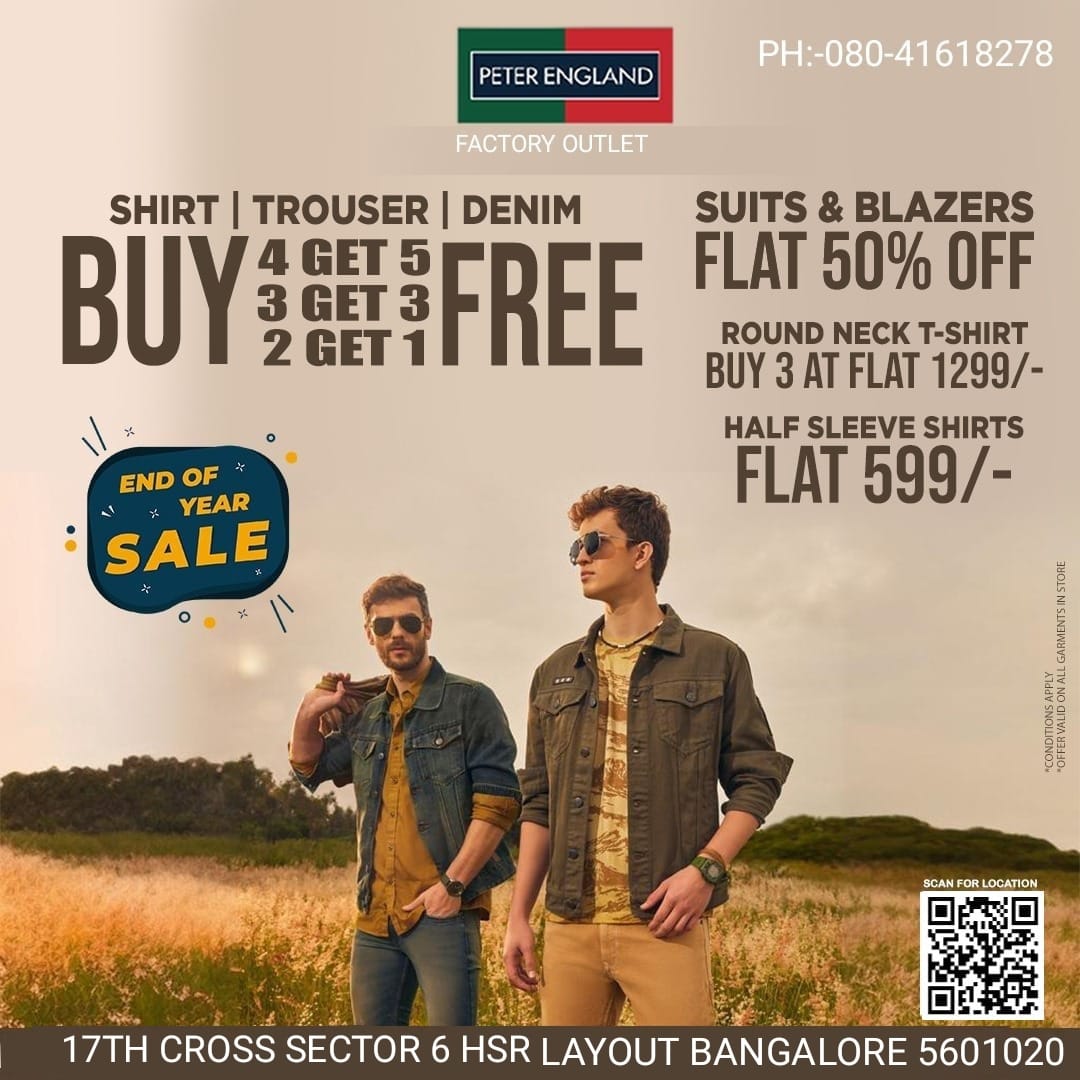 PETER ENGLAND
PH:-080-41618278
FACTORY OUTLET
SHIRT | TROUSER | DENIM
BUY 4 GET 5 FREE
3 GET 3
2 GET 1
SUITS & BLAZERS
FLAT 50% OFF
ROUND NECK T-SHIRT
BUY 3 AT FLAT 1299/-
HALF SLEEVE SHIRTS
FLAT 599/-
END OF
YEAR
SALE
*CONDITIONS APPLY
*OFFER VALID ON ALL GARMENTS IN STORE
SCAN FOR LOCATION
17TH CROSS SECTOR 6 HSR LAYOUT BANGALORE 5601020